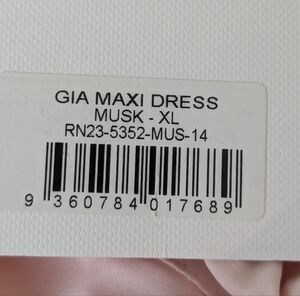 GIA MAXI DRESS
MUSK - XL
RN23-5352-MUS-14
9 360784 017689